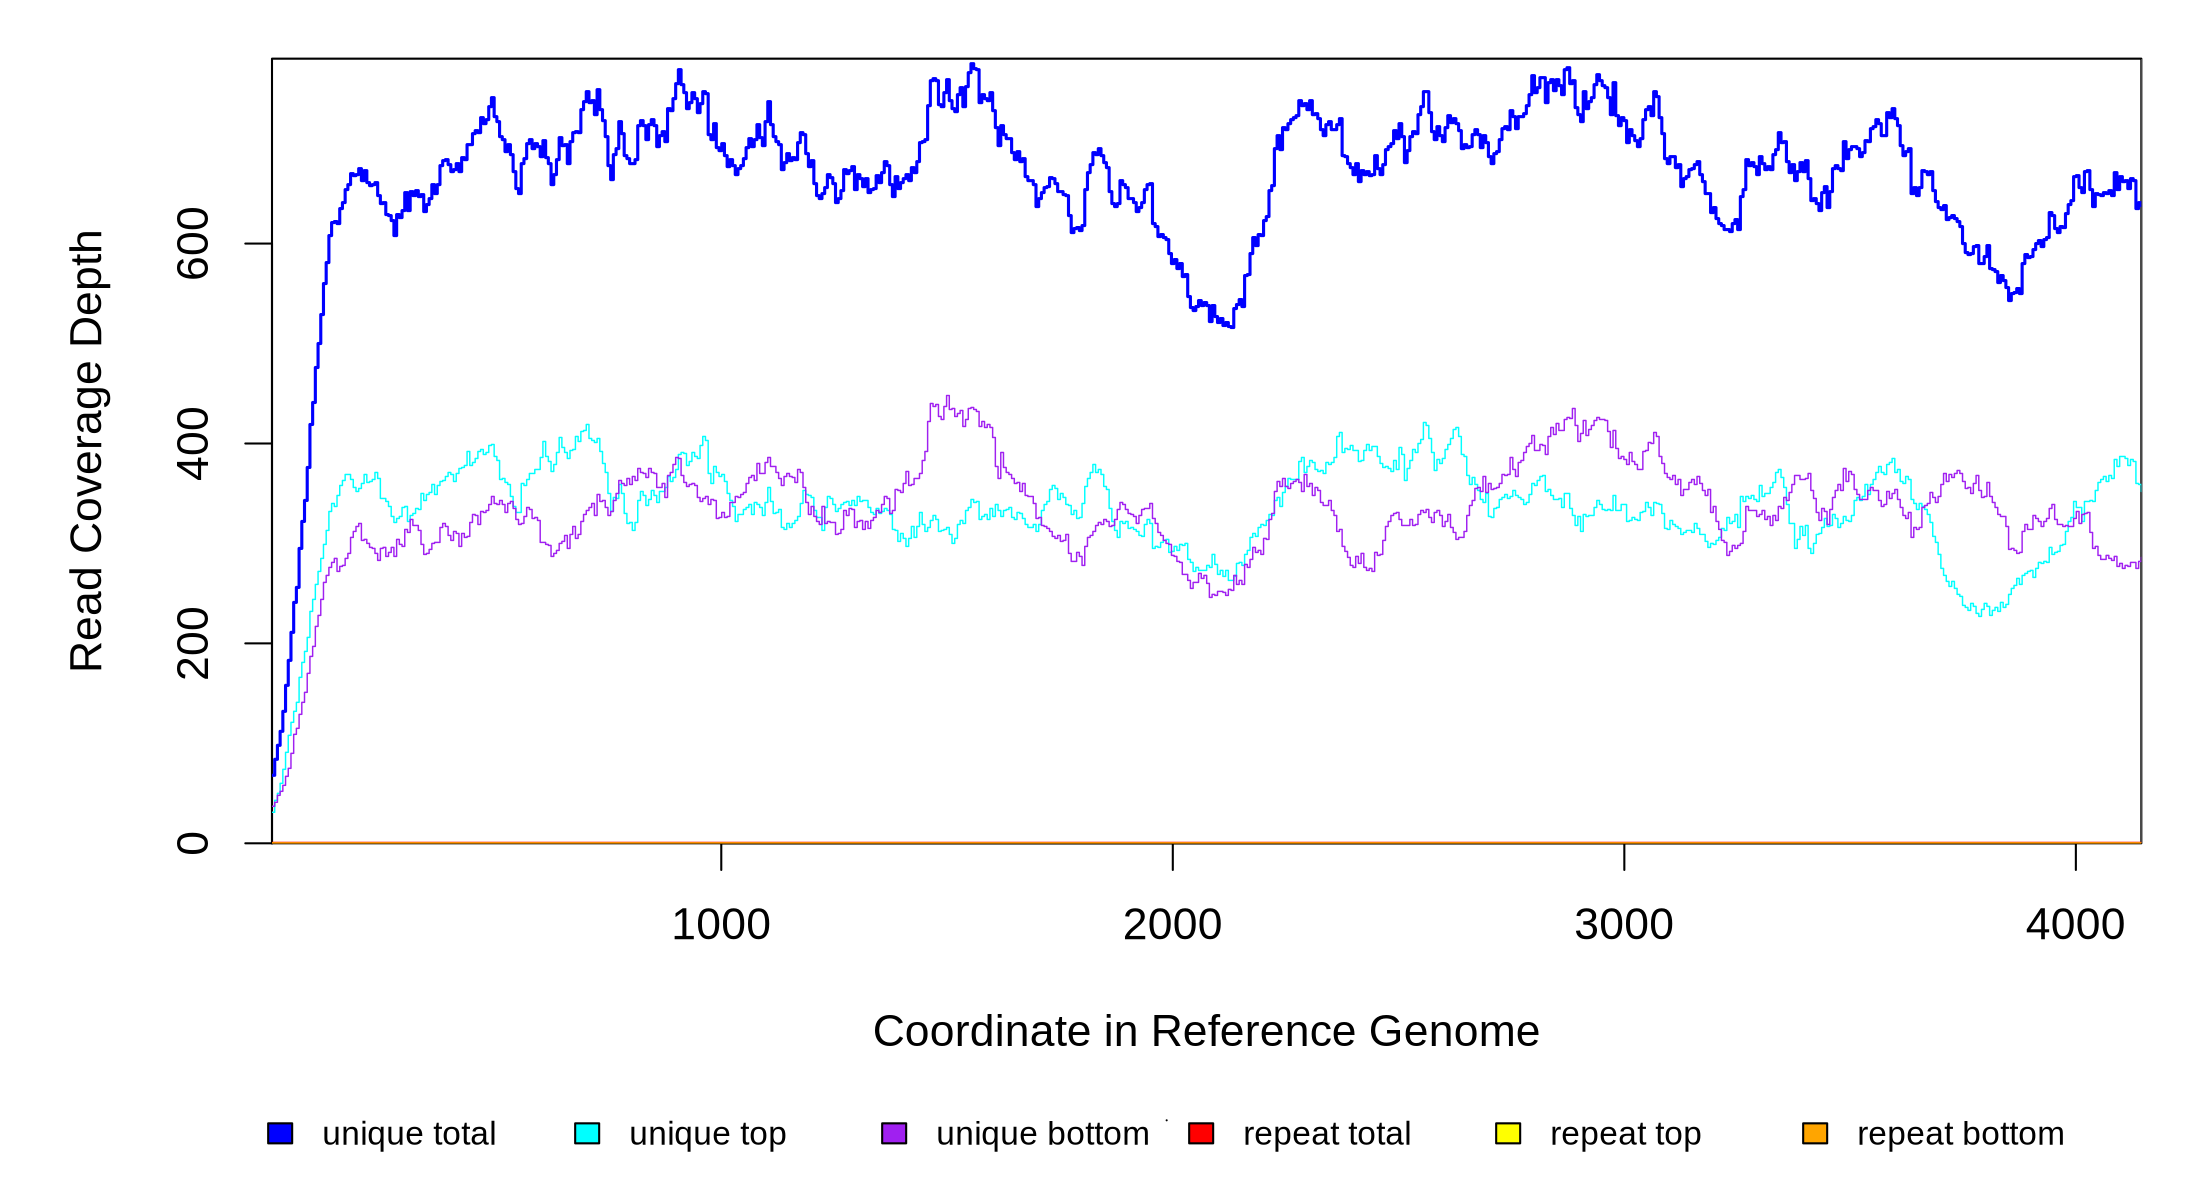 Read Coverage Depth
600
400
200
0
1000 2000 3000 4000
Coordinate in Reference Genome
unique total unique top unique bottom repeat total repeat top repeat bottom